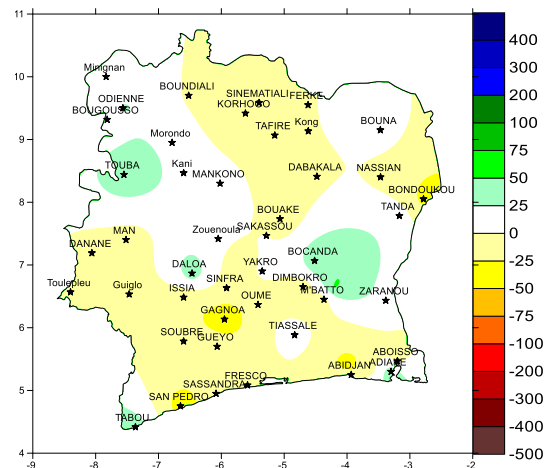 11
10
9
8
7
6
5
4
-9
-8
-7
-6
-5
-4
-3
-2
Minignan
ODIENNE
BOUGOUSSO
BOUNDIALI
SINEMATIALI
FERKE
KORHOGO
TAFIRE
Kong
BOUNA
Morondo
TOUBA
Kani
MANKONO
DABAKALA
NASSIAN
BONDOUKOU
TANDA
BOUAKE
SAKASSOU
MAN
DANANE
Zouenoula
BOCANDA
DALOA
YAKRO
SINFRA
DIMBOKRO
Toulepleu
Guiglo
ISSIA
OUME
M'BATTO
ZARANOU
GAGNOA
TIASSALE
SOUBRE
GUEYO
ABOISSO
ABIDJAN
ADIAKE
FRESCO
SASSANDRA
SAN PEDRO
TABOU
400
300
200
100
75
50
25
0
-25
-50
-75
-100
-200
-300
-400
-500